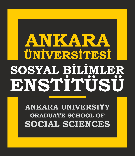 ANKARA
ÜNİVERSİTESİ
SOSYAL BİLİMLER
ENSTİTÜSÜ
ANKARA UNIVERSITY
GRADUATE SCHOOL OF
SOCIAL SCIENCES